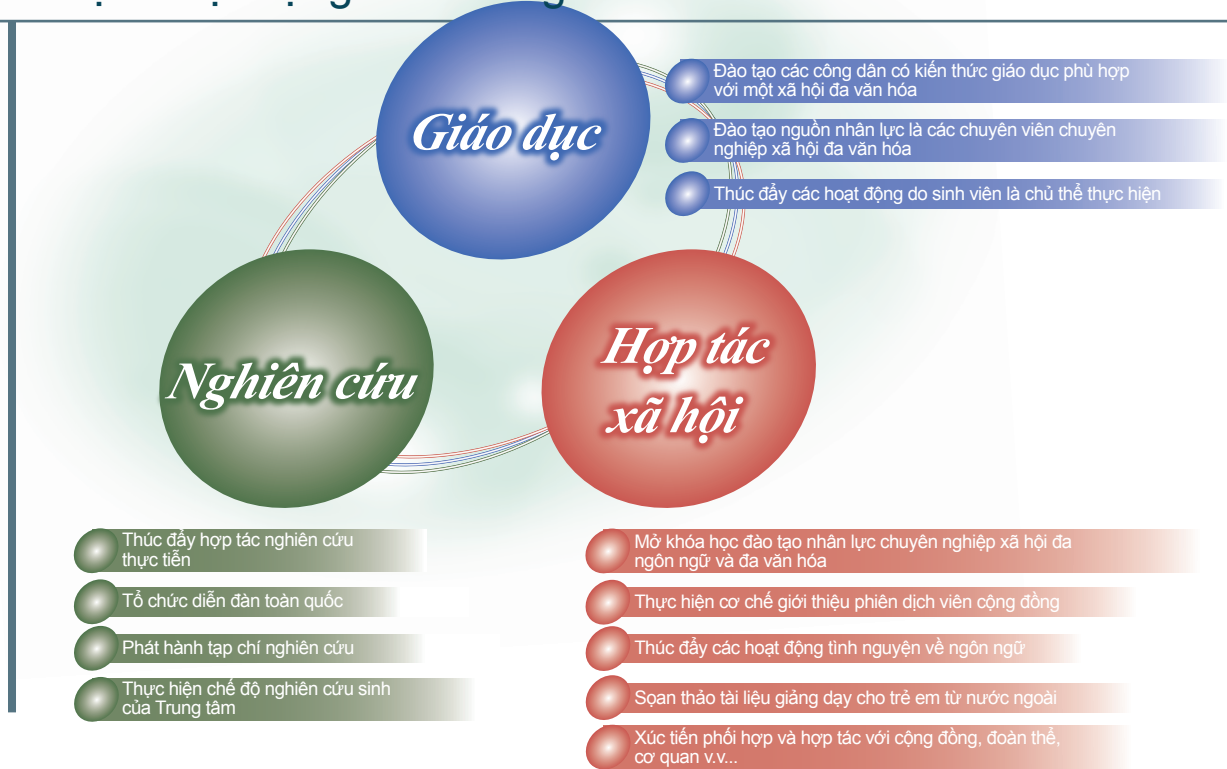 Giáo dục
Đào tạo các công dân có kiến thức giáo dục phù hợp
với một xã hội đa văn hóa
Đào tạo nguồn nhân lực là các chuyên viên chuyên
nghiệp xã hội đa văn hóa
Thúc đẩy các hoạt động do sinh viên là chủ thể thực hiện
Nghiên cứu
Hợp tác
xã hội
Thúc đẩy hợp tác nghiên cứu
thực tiễn
Tổ chức diễn đàn toàn quốc
Phát hành tạp chí nghiên cứu
Thực hiện chế độ nghiên cứu sinh
của Trung tâm
Mở khóa học đào tạo nhân lực chuyên nghiệp xã hội đa
ngôn ngữ và đa văn hóa
Thực hiện cơ chế giới thiệu phiên dịch viên cộng đồng
Thúc đẩy các hoạt động tình nguyện về ngôn ngữ
Sọan thảo tài liệu giảng dạy cho trẻ em từ nước ngoài
Xúc tiến phối hợp và hợp tác với cộng đồng, đoàn thể,
cơ quan v.v...